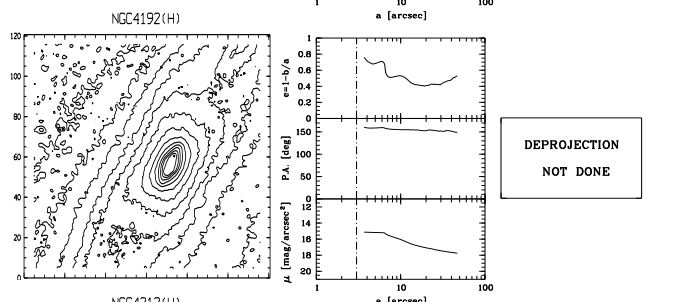 1 10 100
a [arcsec]
NGC4192(H)
120
100
80
60
40
20
0
1
0.8
0.6
0.4
0.2
0
e=1-b/a
150
100
50
0
P.A. [deg]
12
14
16
18
20
μ [mag/arcsec²]
1 10 100
DEPROJECTION
NOT DONE